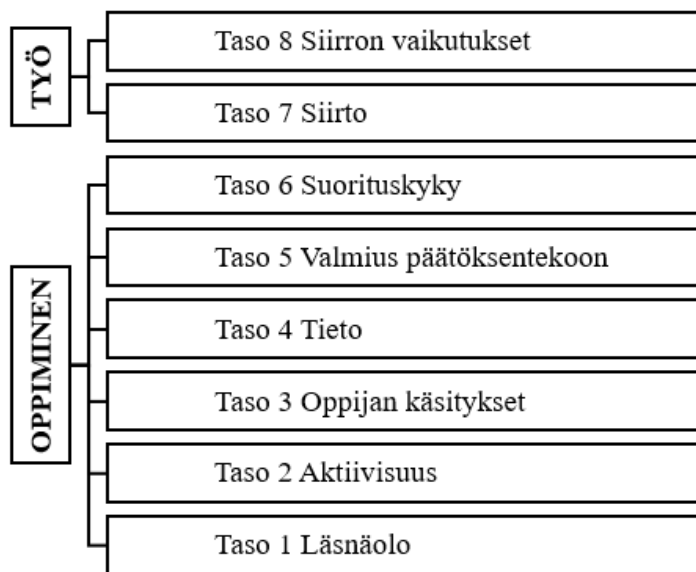 TYÖ
Taso 8 Siirron vaikutukset
Taso 7 Siirto
OPPIMINEN
Taso 6 Suorituskyky
Taso 5 Valmius päätöksentekoon
Taso 4 Tieto
Taso 3 Oppijan käsitykset
Taso 2 Aktiivisuus
Taso 1 Läsnäolo